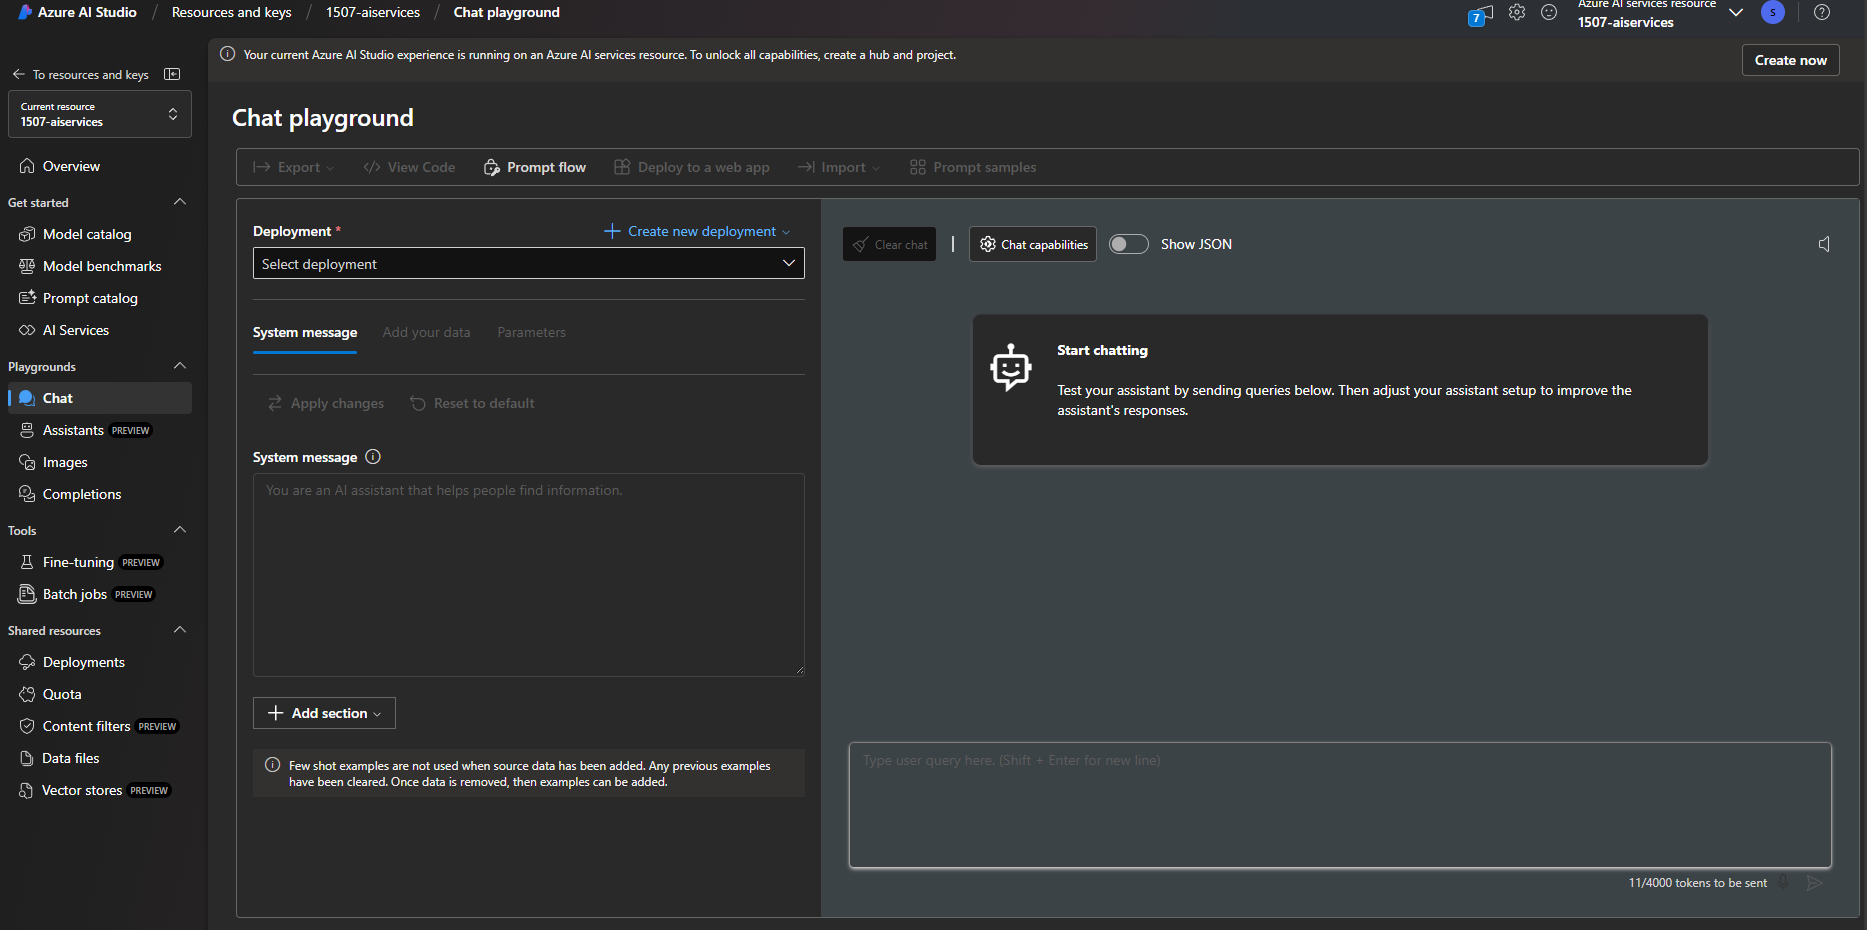 Azure AI Studio / Resources and keys / 1507-aiservices / Chat playground
7
Azure AI services resource
1507-aiservices
S
To resources and keys
Current resource
1507-aiservices
Overview
Get started
Model catalog
Model benchmarks
Prompt catalog
AI Services
Playgrounds
Chat
Assistants PREVIEW
Images
Completions
Tools
Fine-tuning PREVIEW
Batch jobs PREVIEW
Shared resources
Deployments
Quota
Content filters PREVIEW
Data files
Vector stores PREVIEW
Your current Azure AI Studio experience is running on an Azure AI services resource. To unlock all capabilities, create a hub and project.
Create now
Chat playground
Export View Code Prompt flow Deploy to a web app Import Prompt samples
Deployment * Create new deployment
Select deployment
System message Add your data Parameters
Apply changes Reset to default
System message
You are an AI assistant that helps people find information.
Add section
Few shot examples are not used when source data has been added. Any previous examples
have been cleared. Once data is removed, then examples can be added.
Clear chat | Chat capabilities Show JSON
Start chatting
Test your assistant by sending queries below. Then adjust your assistant setup to improve the
assistant's responses.
Type user query here. (Shift + Enter for new line)
11/4000 tokens to be sent